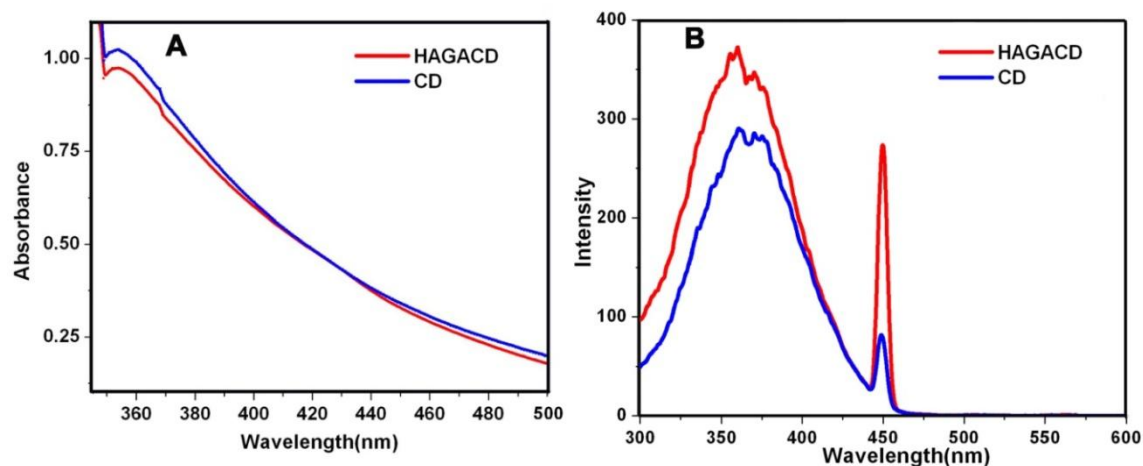 A
HAGACD
CD
1.00
0.75
0.50
0.25
Absorbance
360 380 400 420 440 460 480 500
Wavelength(nm)
B
HAGACD
CD
400
300
200
100
0
Intensity
300 350 400 450 500 550 600
Wavelength(nm)